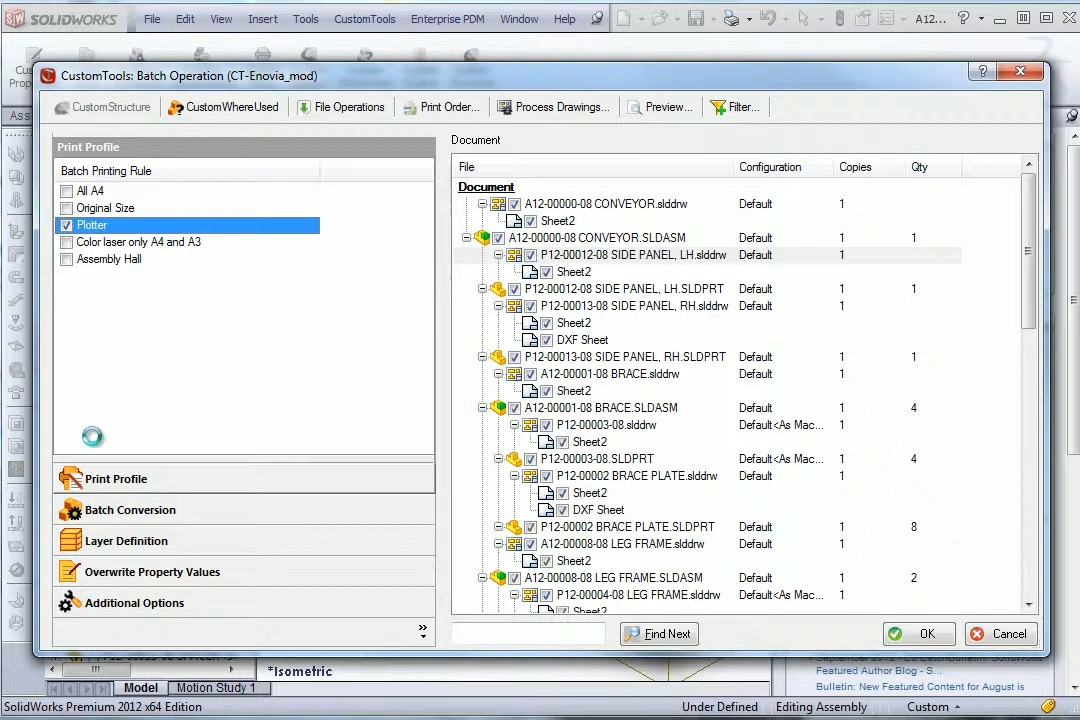 SOLIDWORKS File Edit View Insert Tools CustomTools Enterprise PDM Window Help A12... ?
CustomTools: Batch Operation (CT-Enovia_mod)
CustomStructure CustomWhereUsed File Operations Print Order... Process Drawings... Preview... Filter...
Print Profile
Batch Printing Rule
All A4
Original Size
Plotter
Color laser only A4 and A3
Assembly Hall
Print Profile
Batch Conversion
Layer Definition
Overwrite Property Values
Additional Options
Document
File Configuration Copies Qty
Document
A12-00000-08 CONVEYOR.slddrw Default 1
Sheet2
A12-00000-08 CONVEYOR.SLDASM Default 1 1
P12-00012-08 SIDE PANEL, LH.slddrw Default 1
Sheet2
P12-00012-08 SIDE PANEL, LH.SLDPRT Default 1 1
P12-00013-08 SIDE PANEL, RH.slddrw Default 1
Sheet2
DXF Sheet
P12-00013-08 SIDE PANEL, RH.SLDPRT Default 1 1
A12-00001-08 BRACE.slddrw Default 1
Sheet2
A12-00001-08 BRACE.SLDASM Default 1 4
P12-00003-08.slddrw Default<As Mac... 1
Sheet2
P12-00003-08.SLDPRT Default<As Mac... 1 4
P12-00002 BRACE PLATE.slddrw Default 1
Sheet2
DXF Sheet
P12-00002 BRACE PLATE.SLDPRT Default 1 8
A12-00008-08 LEG FRAME.slddrw Default 1
Sheet2
A12-00008-08 LEG FRAME.SLDASM Default 1 2
P12-00004-08 LEG FRAME.slddrw Default<As Mac... 1
Sheet2
Find Next OK Cancel
*Isometric
Featured Author Blog - S...
Bulletin: New Featured Content for August is
Model Motion Study 1
SolidWorks Premium 2012 x64 Edition Under Defined Editing Assembly Custom